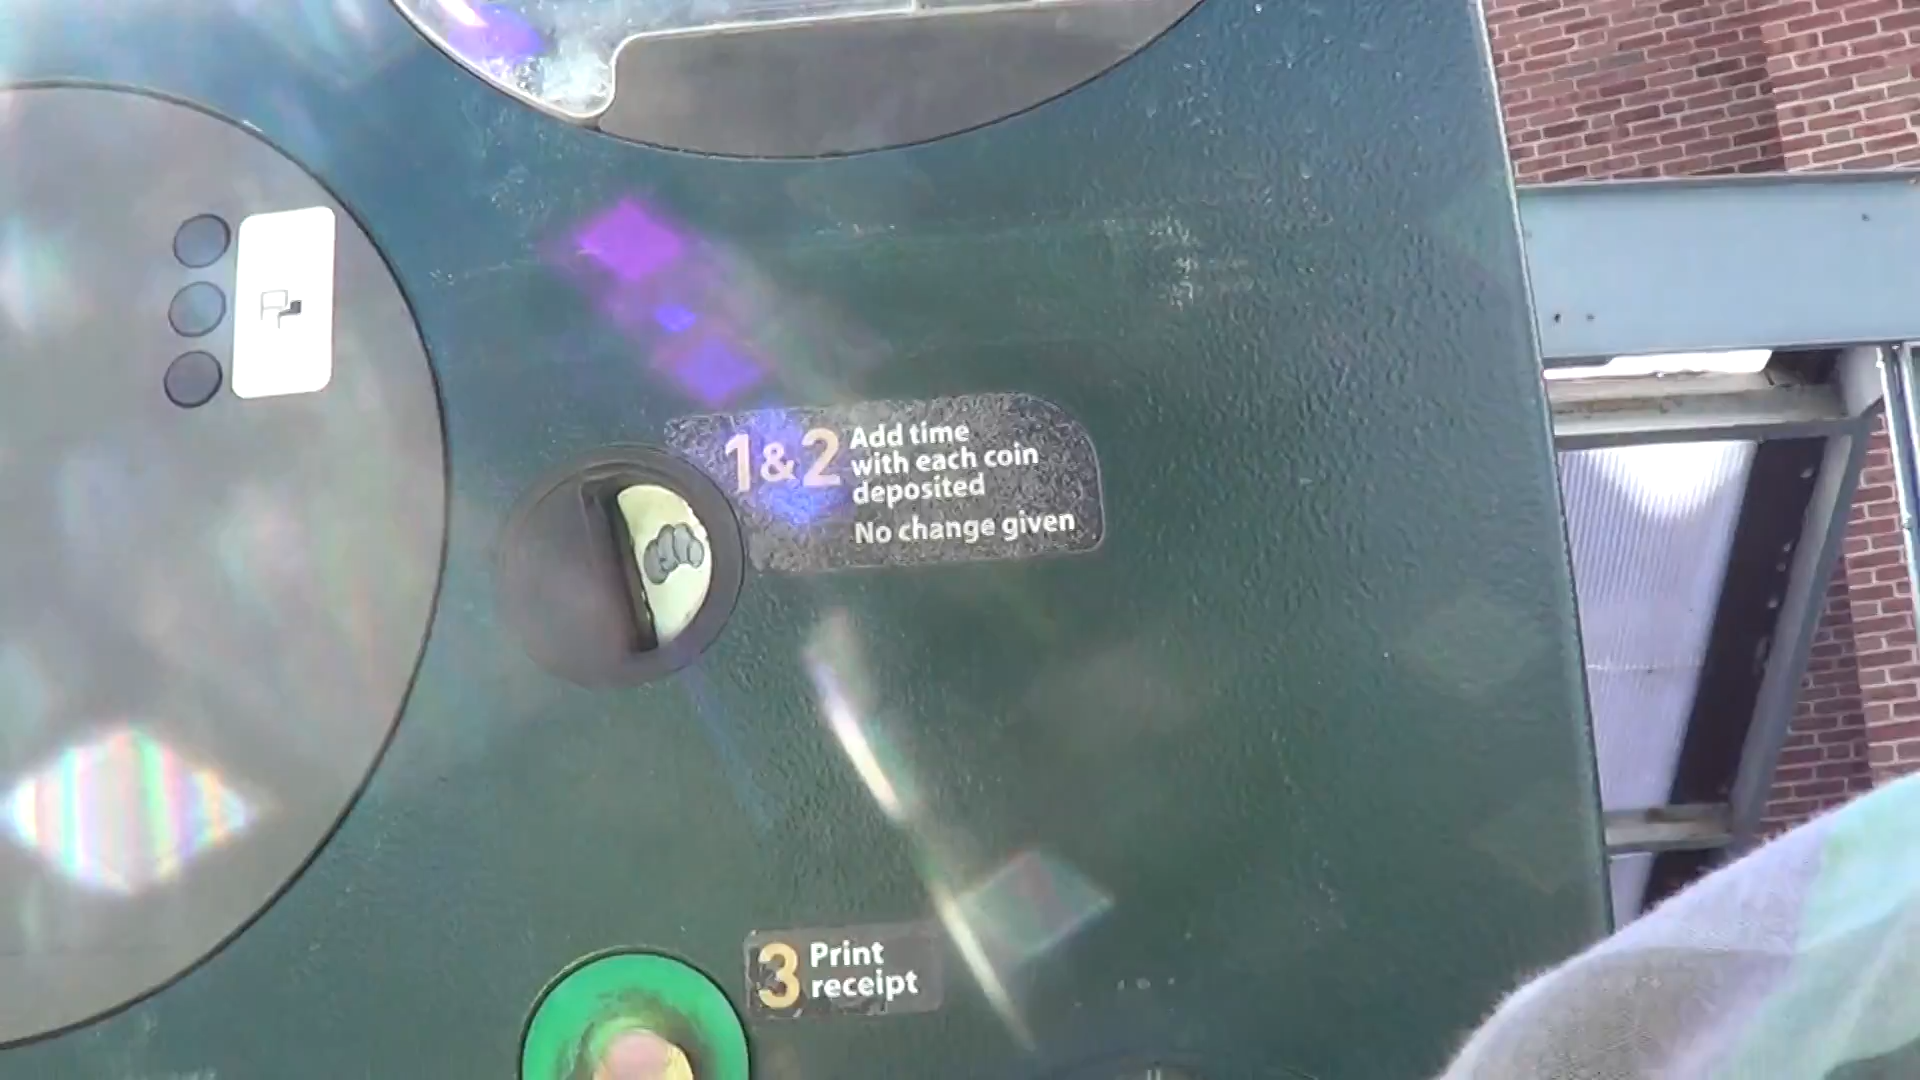 1&2 Add time
with each coin
deposited
No change given
3 Print
receipt